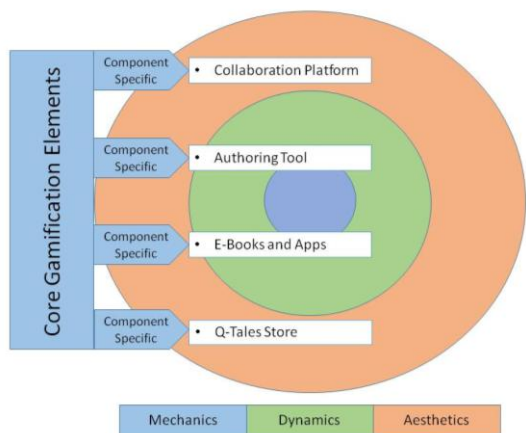 Core Gamification Elements
Component
Specific
• Collaboration Platform
Component
Specific
• Authoring Tool
Component
Specific
• E-Books and Apps
Component
Specific
• Q-Tales Store
Mechanics
Dynamics
Aesthetics